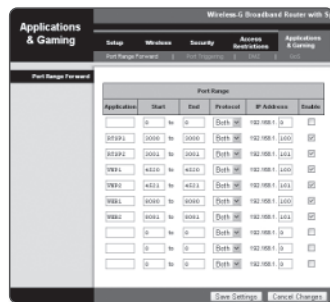 Wireless-G Broadband Router with S
Applications & Gaming
Setup Wireless Security Access Restrictions Applications & Gaming
Port Range Forward | Port Triggering | DMZ | QoS
Port Range Forward
Port Range
Application Start End Protocol IP Address Enable
0 to 0 Both 192.168.1. 0
3000 to 3000 Both 192.168.1. 100
3001 to 3001 Both 192.168.1. 101
4520 to 4520 Both 192.168.1. 100
4521 to 4521 Both 192.168.1. 101
WEB1 8080 to 8080 Both 192.168.1. 100
WEB2 8081 to 8081 Both 192.168.1. 101
0 to 0 Both 192.168.1. 0
0 to 0 Both 192.168.1. 0
0 to 0 Both 192.168.1. 0
Save Settings Cancel Changes